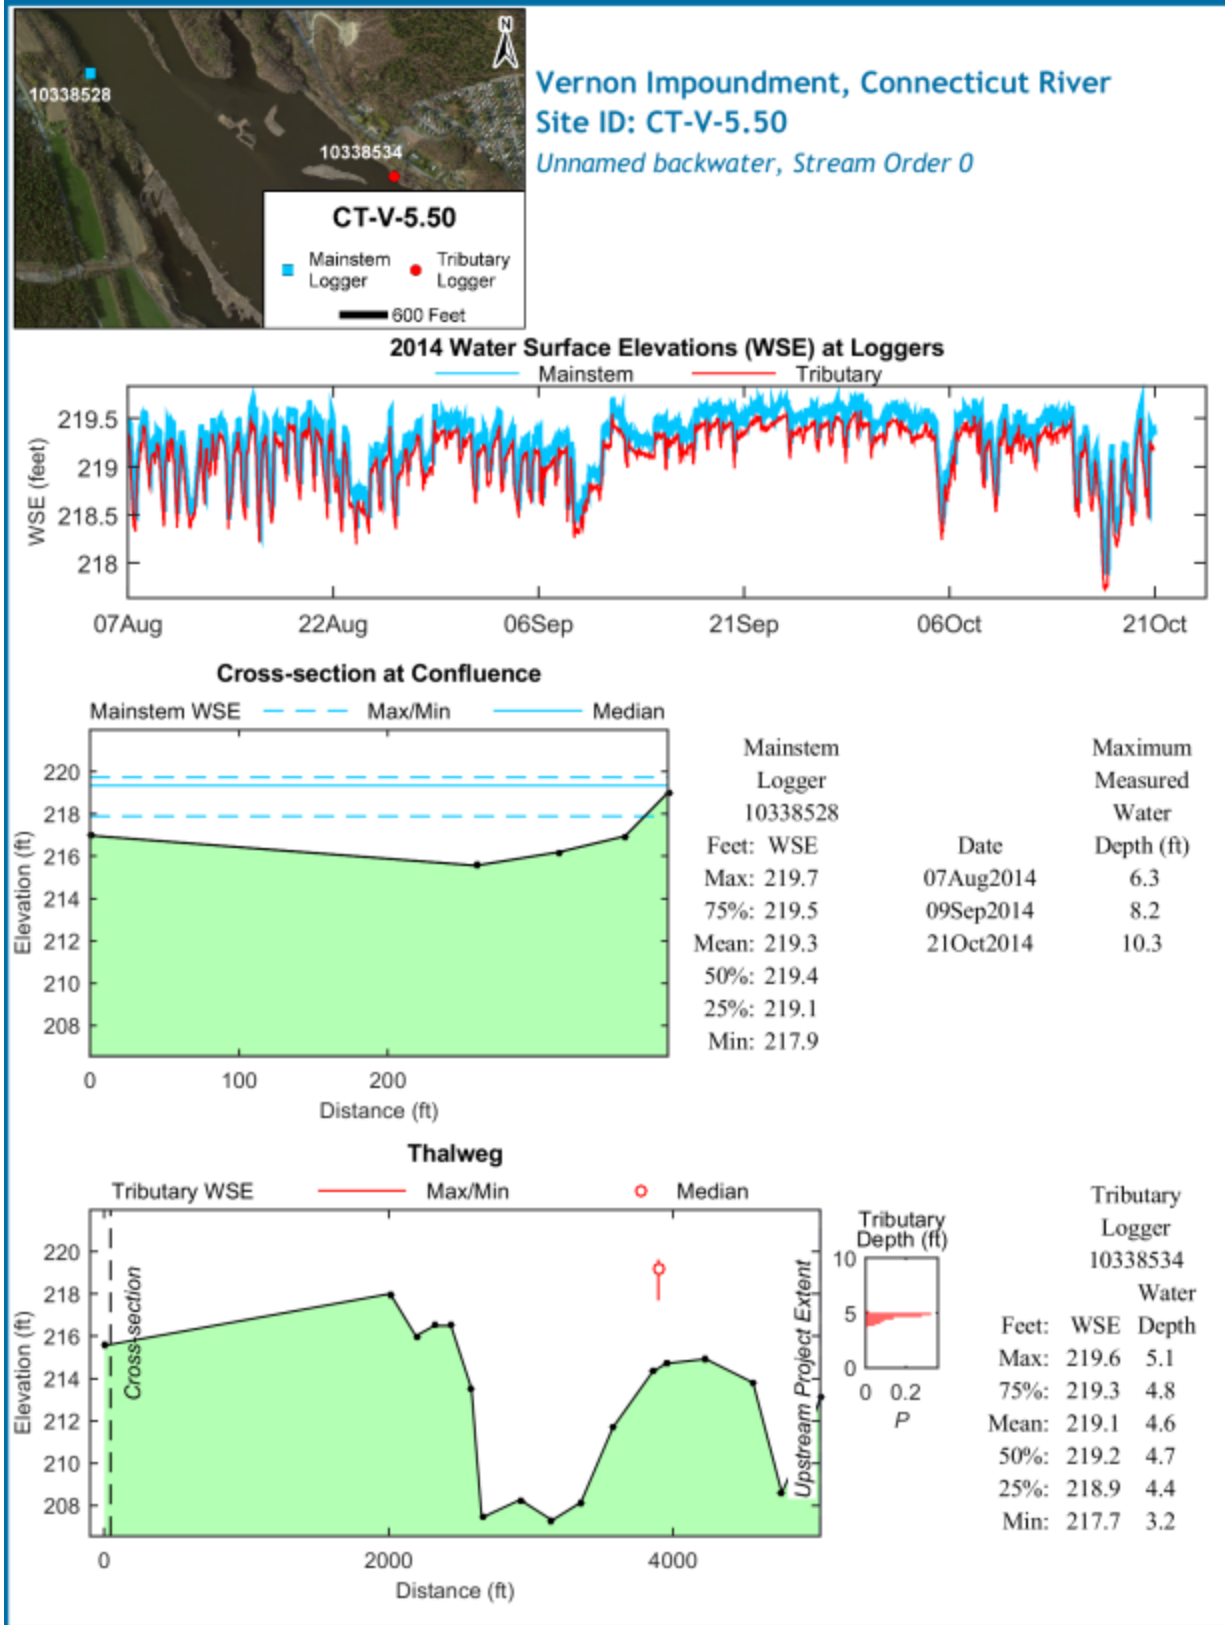 N
10338528
10338534
CT-V-5.50
Mainstem Logger
Tributary Logger
600 Feet
Vernon Impoundment, Connecticut River
Site ID: CT-V-5.50
Unnamed backwater, Stream Order 0
2014 Water Surface Elevations (WSE) at Loggers
Mainstem Tributary
WSE (feet)
219.5
219
218.5
218
07Aug 22Aug 06Sep 21Sep 06Oct 21Oct
Cross-section at Confluence
Mainstem WSE Max/Min Median
Elevation (ft)
220
218
216
214
212
210
208
0 100 200
Distance (ft)
Mainstem Maximum
Logger Measured
10338528 Water
Feet: WSE Date Depth (ft)
Max: 219.7 07Aug2014 6.3
75%: 219.5 09Sep2014 8.2
Mean: 219.3 21Oct2014 10.3
50%: 219.4
25%: 219.1
Min: 217.9
Thalweg
Tributary WSE Max/Min Median
Elevation (ft)
220
218
216
214
212
210
208
Cross-section
Upstream Project Extent
0 2000 4000
Distance (ft)
Tributary
Depth (ft)
10
5
0
0 0.2
P
Tributary
Logger
10338534
Water
Feet: WSE Depth
Max: 219.6 5.1
75%: 219.3 4.8
Mean: 219.1 4.6
50%: 219.2 4.7
25%: 218.9 4.4
Min: 217.7 3.2